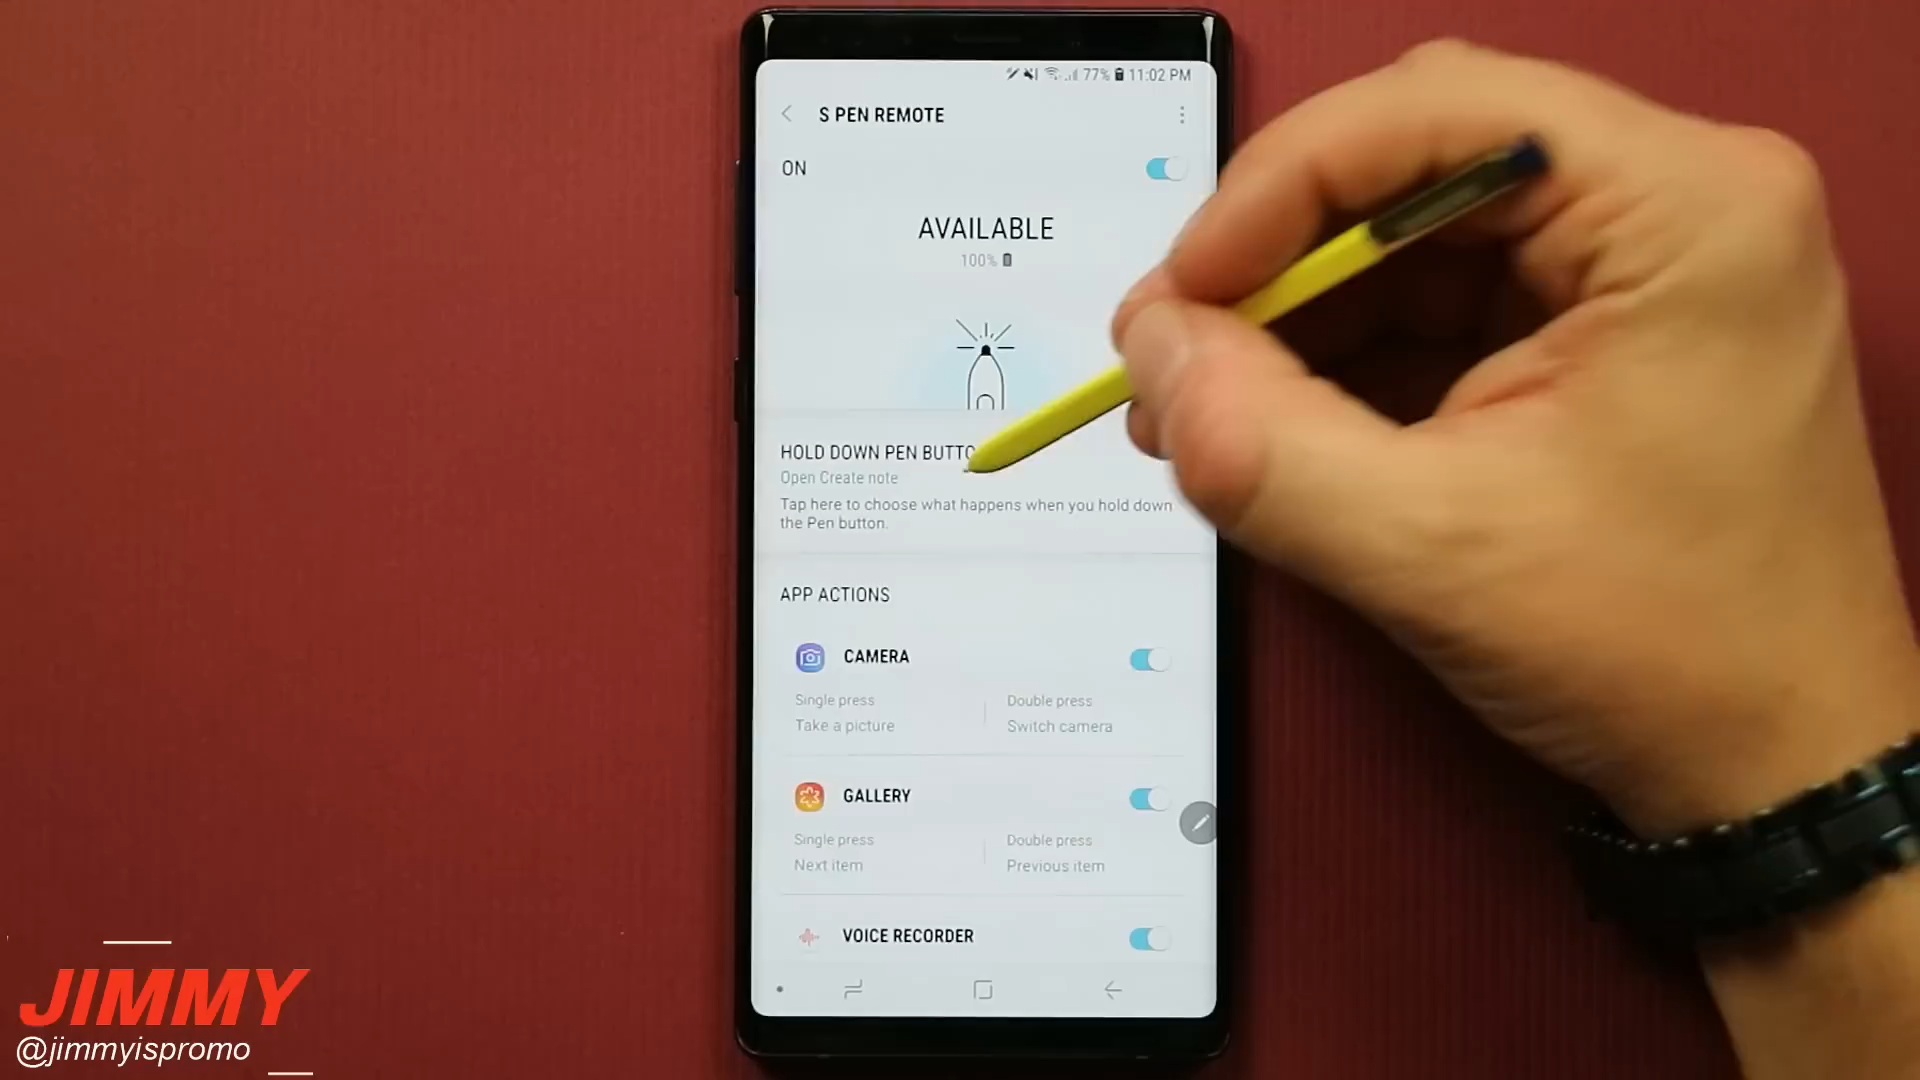 77% 11:02 PM
S PEN REMOTE
ON
AVAILABLE
100%
HOLD DOWN PEN BUTTO
Open Create note
Tap here to choose what happens when you hold down
the Pen button.
APP ACTIONS
CAMERA
Single press
Take a picture
Double press
Switch camera
GALLERY
Single press
Next item
Double press
Previous item
VOICE RECORDER
JIMMY
@jimmyispromo